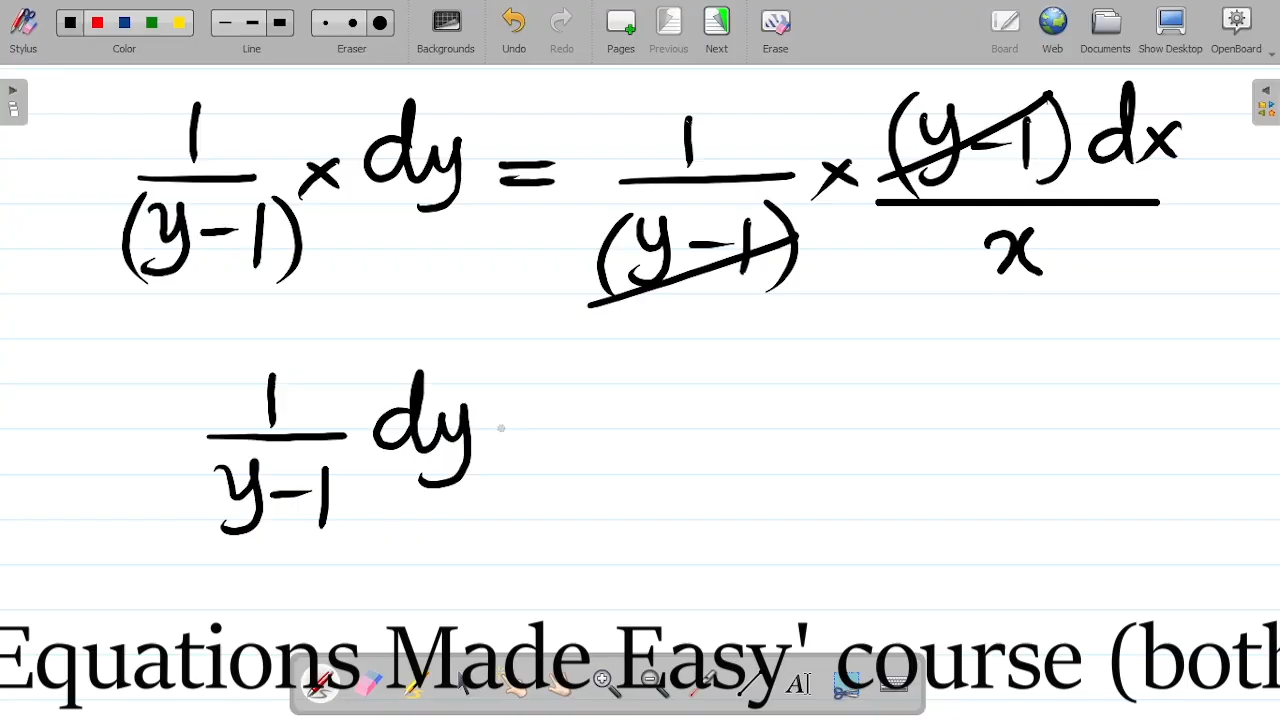 Stylus Color Line Eraser Backgrounds Undo Redo Pages Previous Next Erase Board Web Documents Show Desktop OpenBoard
1/(y-1) × dy = 1/(y-1) × (y-1)dx/x
1/y-1 dy
Equations Made Easy' course (both